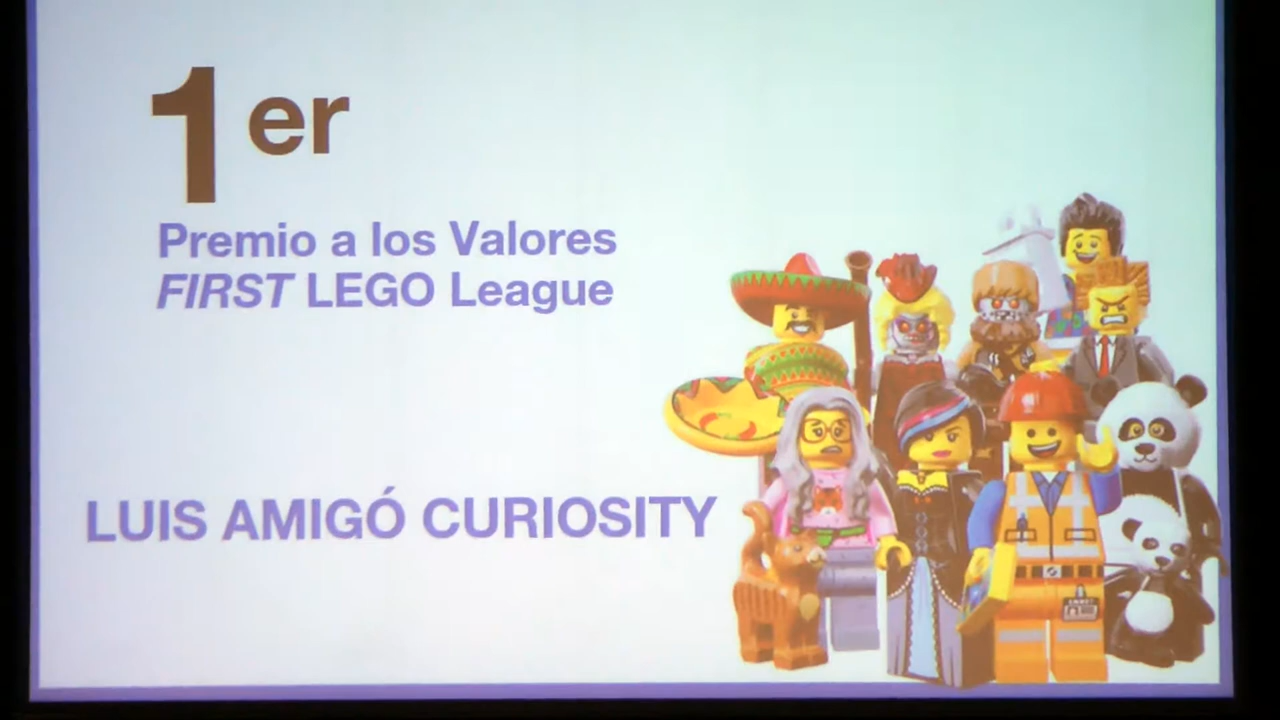 1er
Premio a los Valores
FIRST LEGO League
LUIS AMIGÓ CURIOSITY